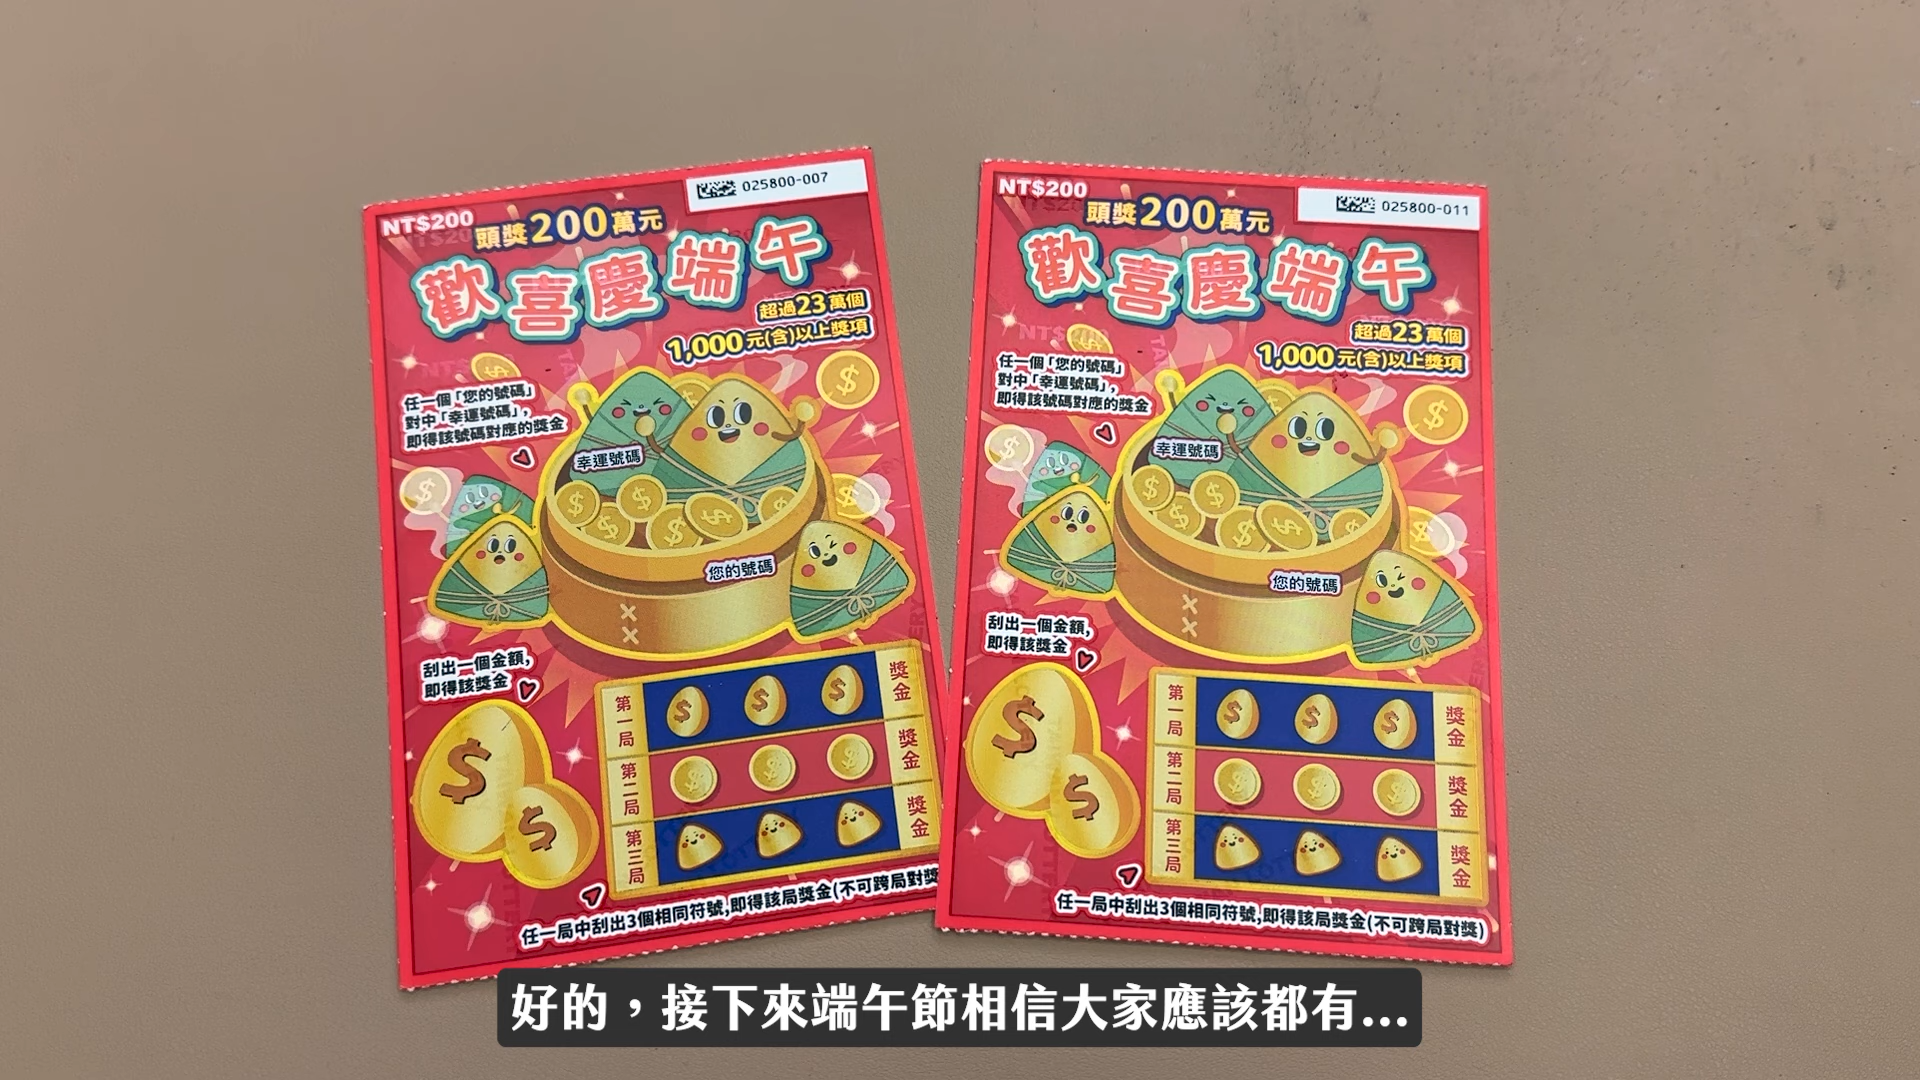 025800-007
NT$200
頭獎200萬元
歡喜慶端午
超過23萬個
1,000元(含)以上獎項
任一個「您的號碼」
對中「幸運號碼」,
即得該號碼對應的獎金
幸運號碼
您的號碼
刮出一個金額,
即得該獎金
第一局
獎金
第二局
獎金
第三局
獎金
任一局中刮出3個相同符號,即得該局獎金(不可跨局對獎
025800-011
NT$200
頭獎200萬元
歡喜慶端午
超過23萬個
1,000元(含)以上獎項
任一個「您的號碼」
對中「幸運號碼」,
即得該號碼對應的獎金
幸運號碼
您的號碼
刮出一個金額,
即得該獎金
第一局
獎金
第二局
獎金
第三局
獎金
任一局中刮出3個相同符號,即得該局獎金(不可跨局對獎)
好的，接下來端午節相信大家應該都有...